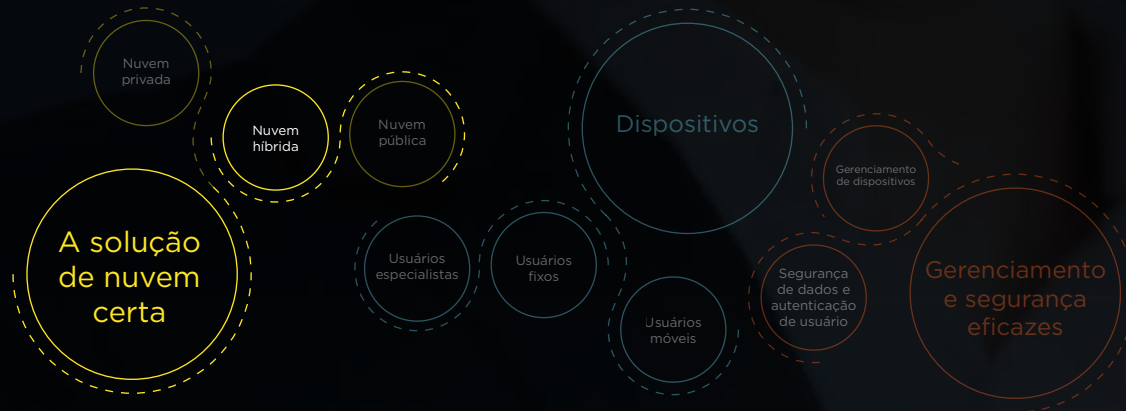 Nuvem
privada
Nuvem
híbrida
Nuvem
pública
A solução
de nuvem
certa
Dispositivos
Usuários
especialistas
Usuários
fixos
Usuários
móveis
Gerenciamento
de dispositivos
Segurança
de dados e
autenticação
de usuário
Gerenciamento
e segurança
eficazes